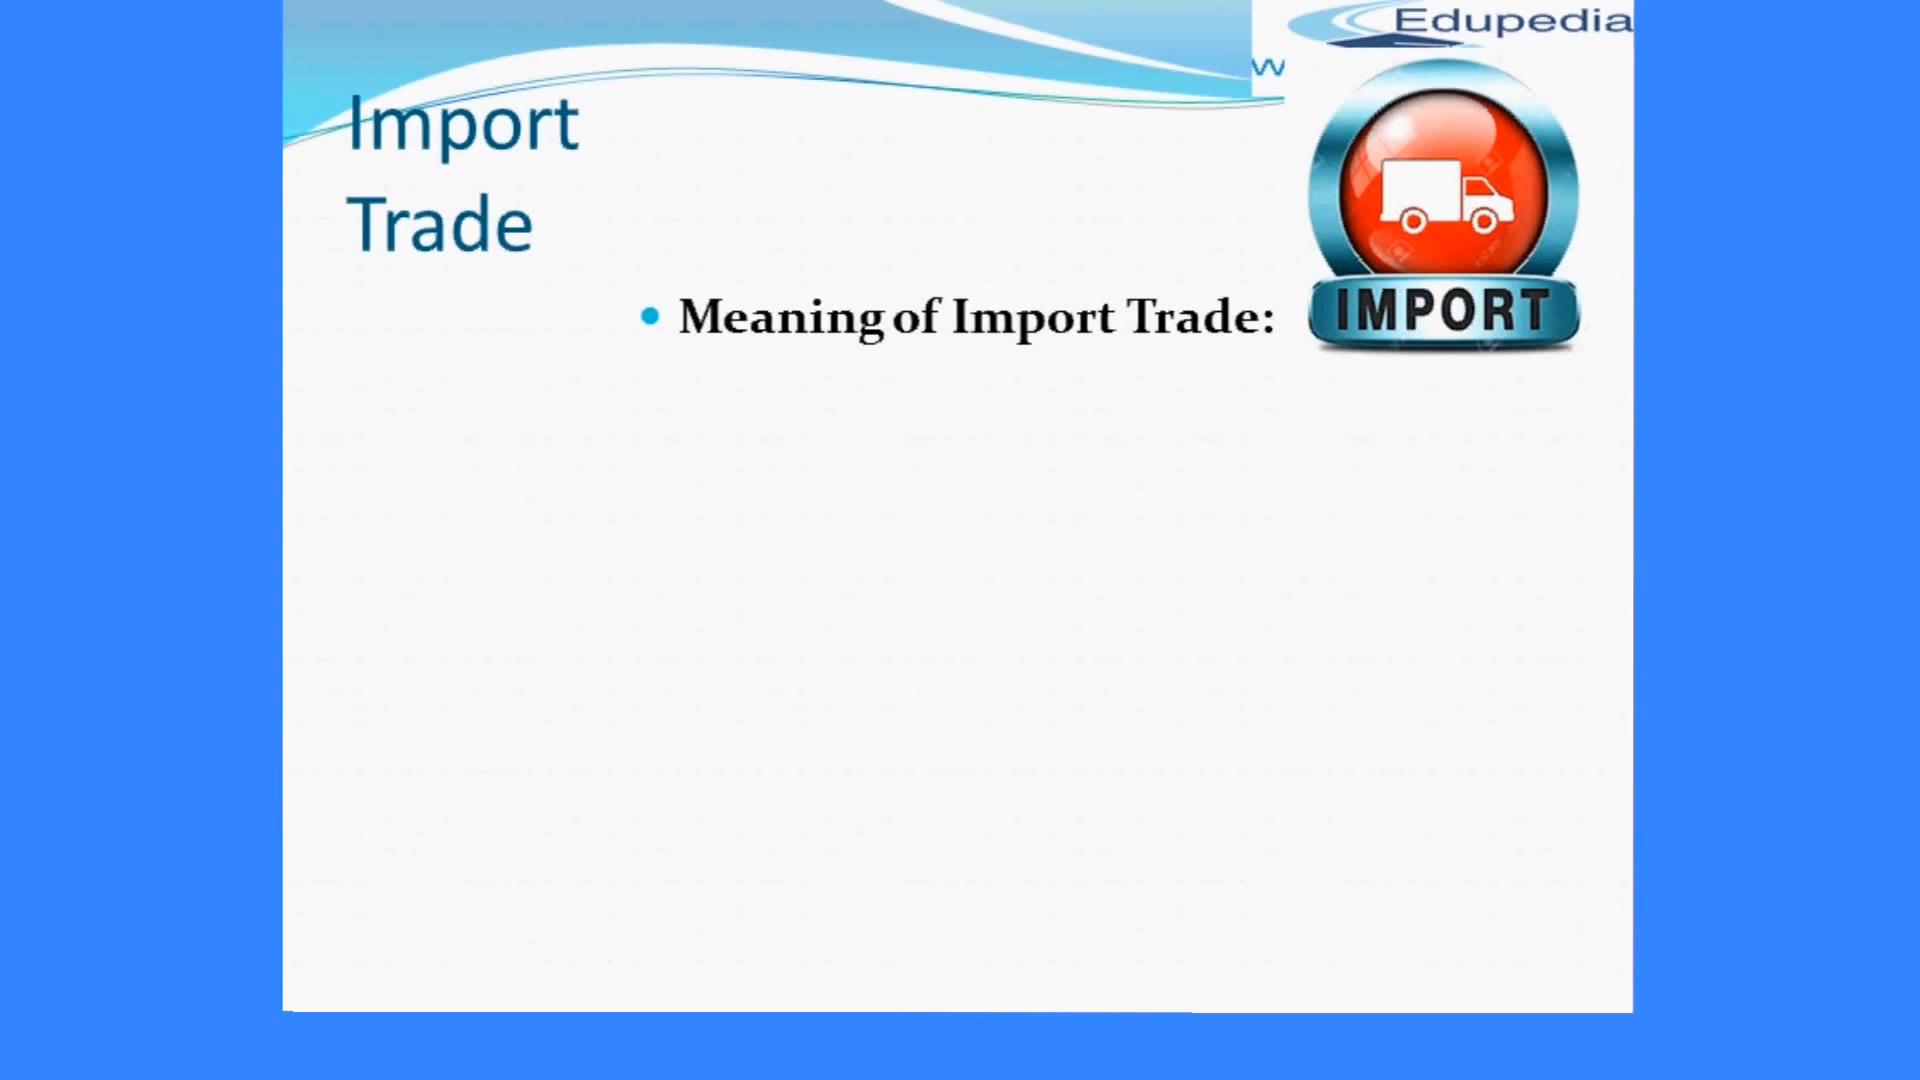 Edupedia
w
Import
Trade
IMPORT
• Meaning of Import Trade: